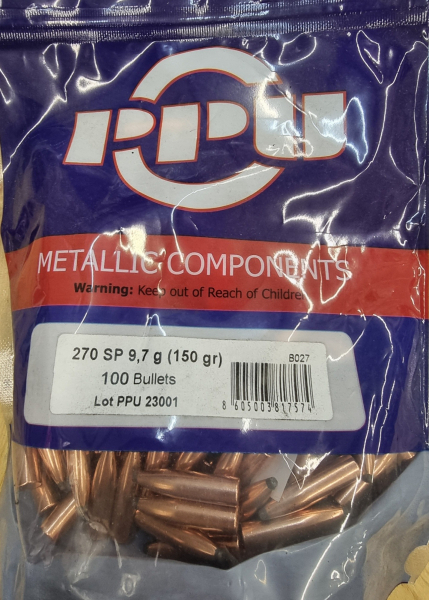 PPU
METALLIC COMPONENTS
Warning: Keep out of Reach of Children
270 SP 9,7 g (150 gr)
B027
100 Bullets
Lot PPU 23001
8 605003 817574